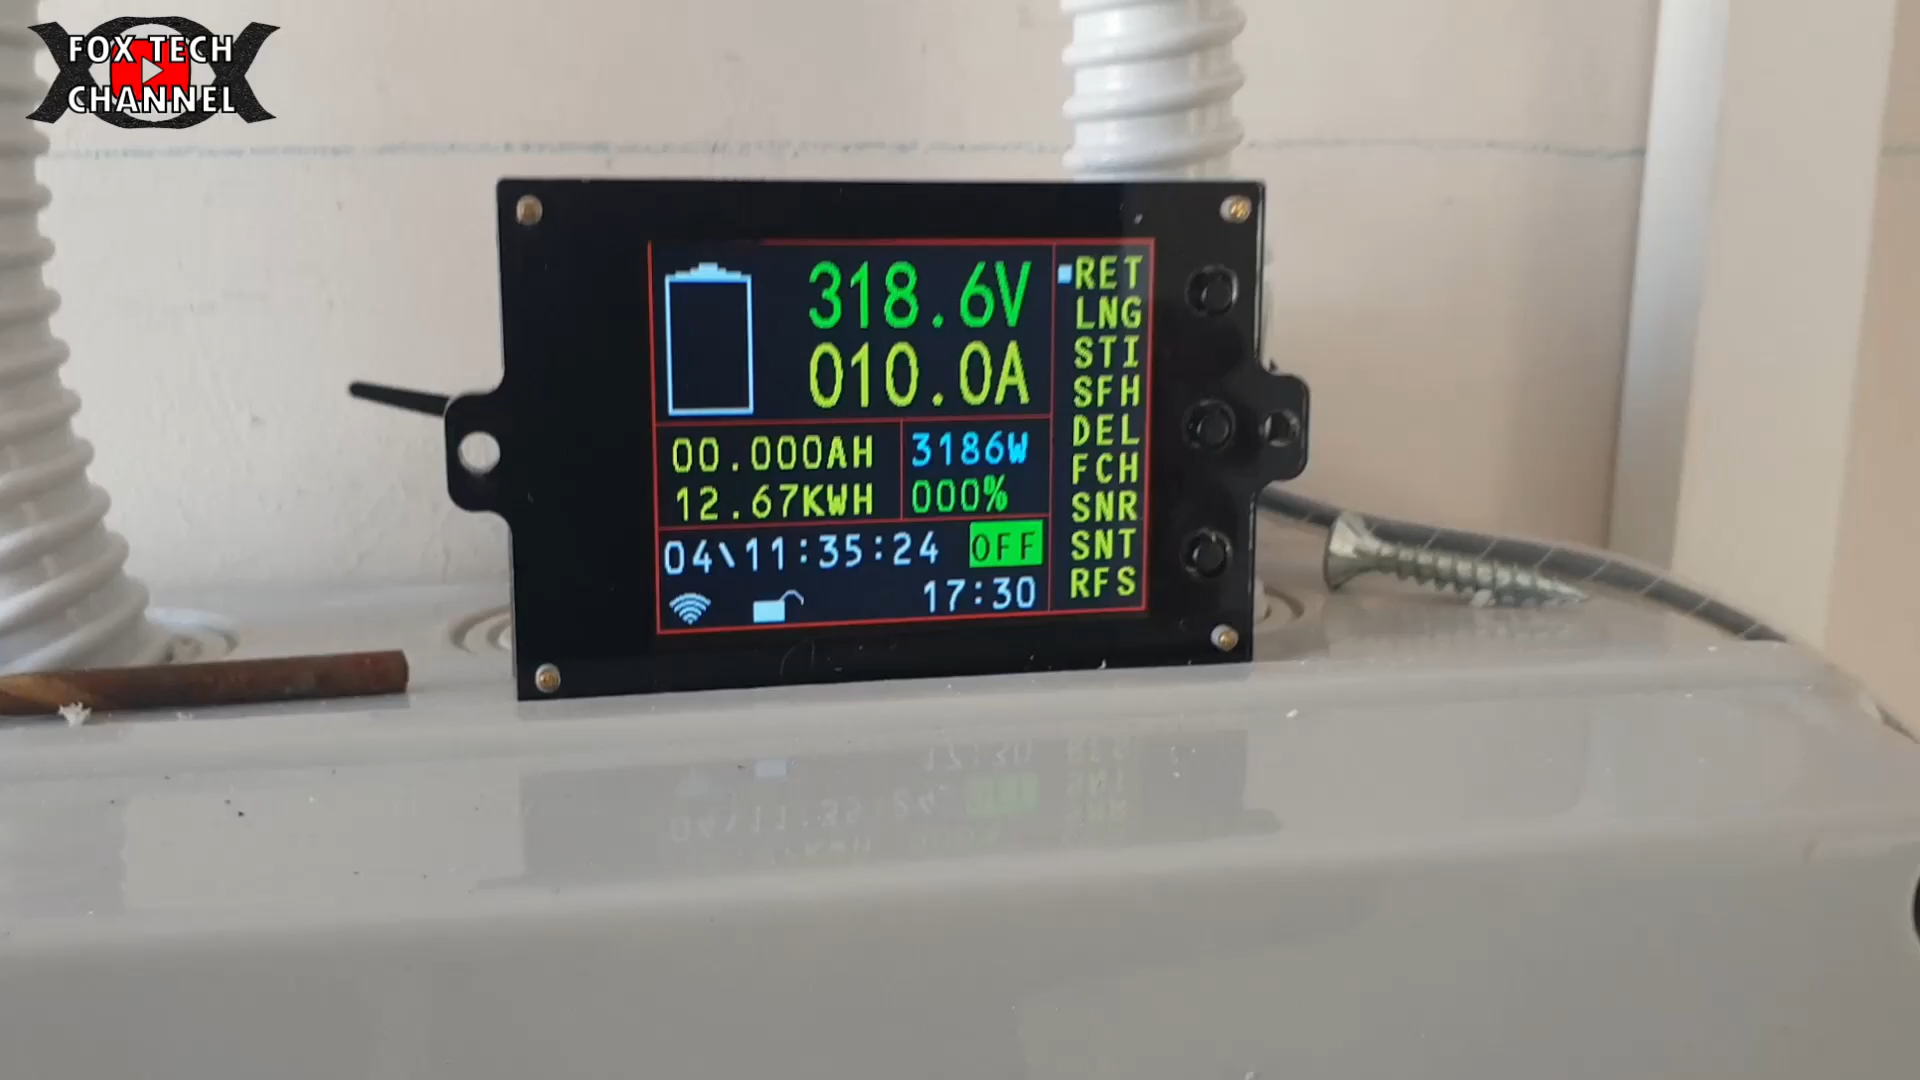 FOX TECH
CHANNEL
318.6V
010.0A
00.000AH
3186W
12.67KWH
000%
04\11:35:24
OFF
17:30
RET
LNG
STI
SFH
DEL
FCH
SNR
SNT
RFS